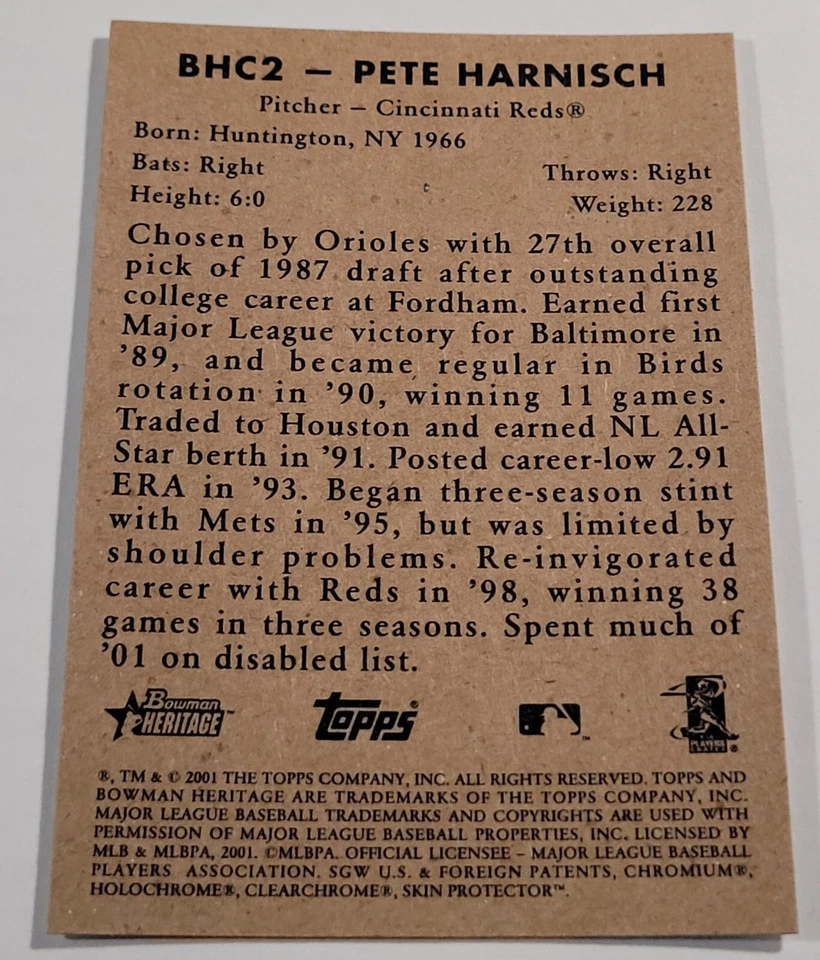 BHC2 – PETE HARNISCH
Pitcher – Cincinnati Reds®
Born: Huntington, NY 1966
Bats: Right Throws: Right
Height: 6:0 Weight: 228
Chosen by Orioles with 27th overall
pick of 1987 draft after outstanding
college career at Fordham. Earned first
Major League victory for Baltimore in
'89, and became regular in Birds
rotation in '90, winning 11 games.
Traded to Houston and earned NL All-
Star berth in '91. Posted career-low 2.91
ERA in '93. Began three-season stint
with Mets in '95, but was limited by
shoulder problems. Re-invigorated
career with Reds in '98, winning 38
games in three seasons. Spent much of
'01 on disabled list.
Bowman HERITAGE™ Topps® ™ ®
®, TM & © 2001 THE TOPPS COMPANY, INC. ALL RIGHTS RESERVED. TOPPS AND
BOWMAN HERITAGE ARE TRADEMARKS OF THE TOPPS COMPANY, INC.
MAJOR LEAGUE BASEBALL TRADEMARKS AND COPYRIGHTS ARE USED WITH
PERMISSION OF MAJOR LEAGUE BASEBALL PROPERTIES, INC. LICENSED BY
MLB & MLBPA, 2001. ©MLBPA. OFFICIAL LICENSEE – MAJOR LEAGUE BASEBALL
PLAYERS ASSOCIATION. SGW U.S. & FOREIGN PATENTS, CHROMIUM®,
HOLOCHROME®, CLEARCHROME®, SKIN PROTECTOR™.